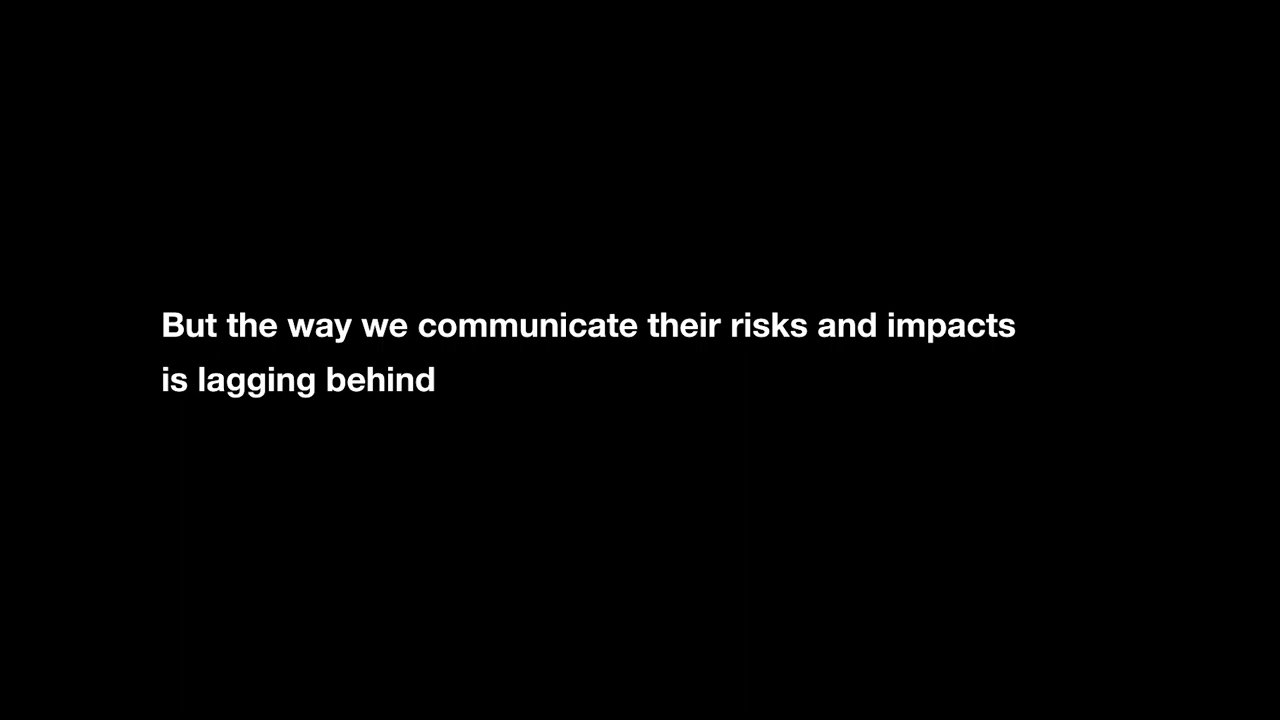 But the way we communicate their risks and impacts
is lagging behind